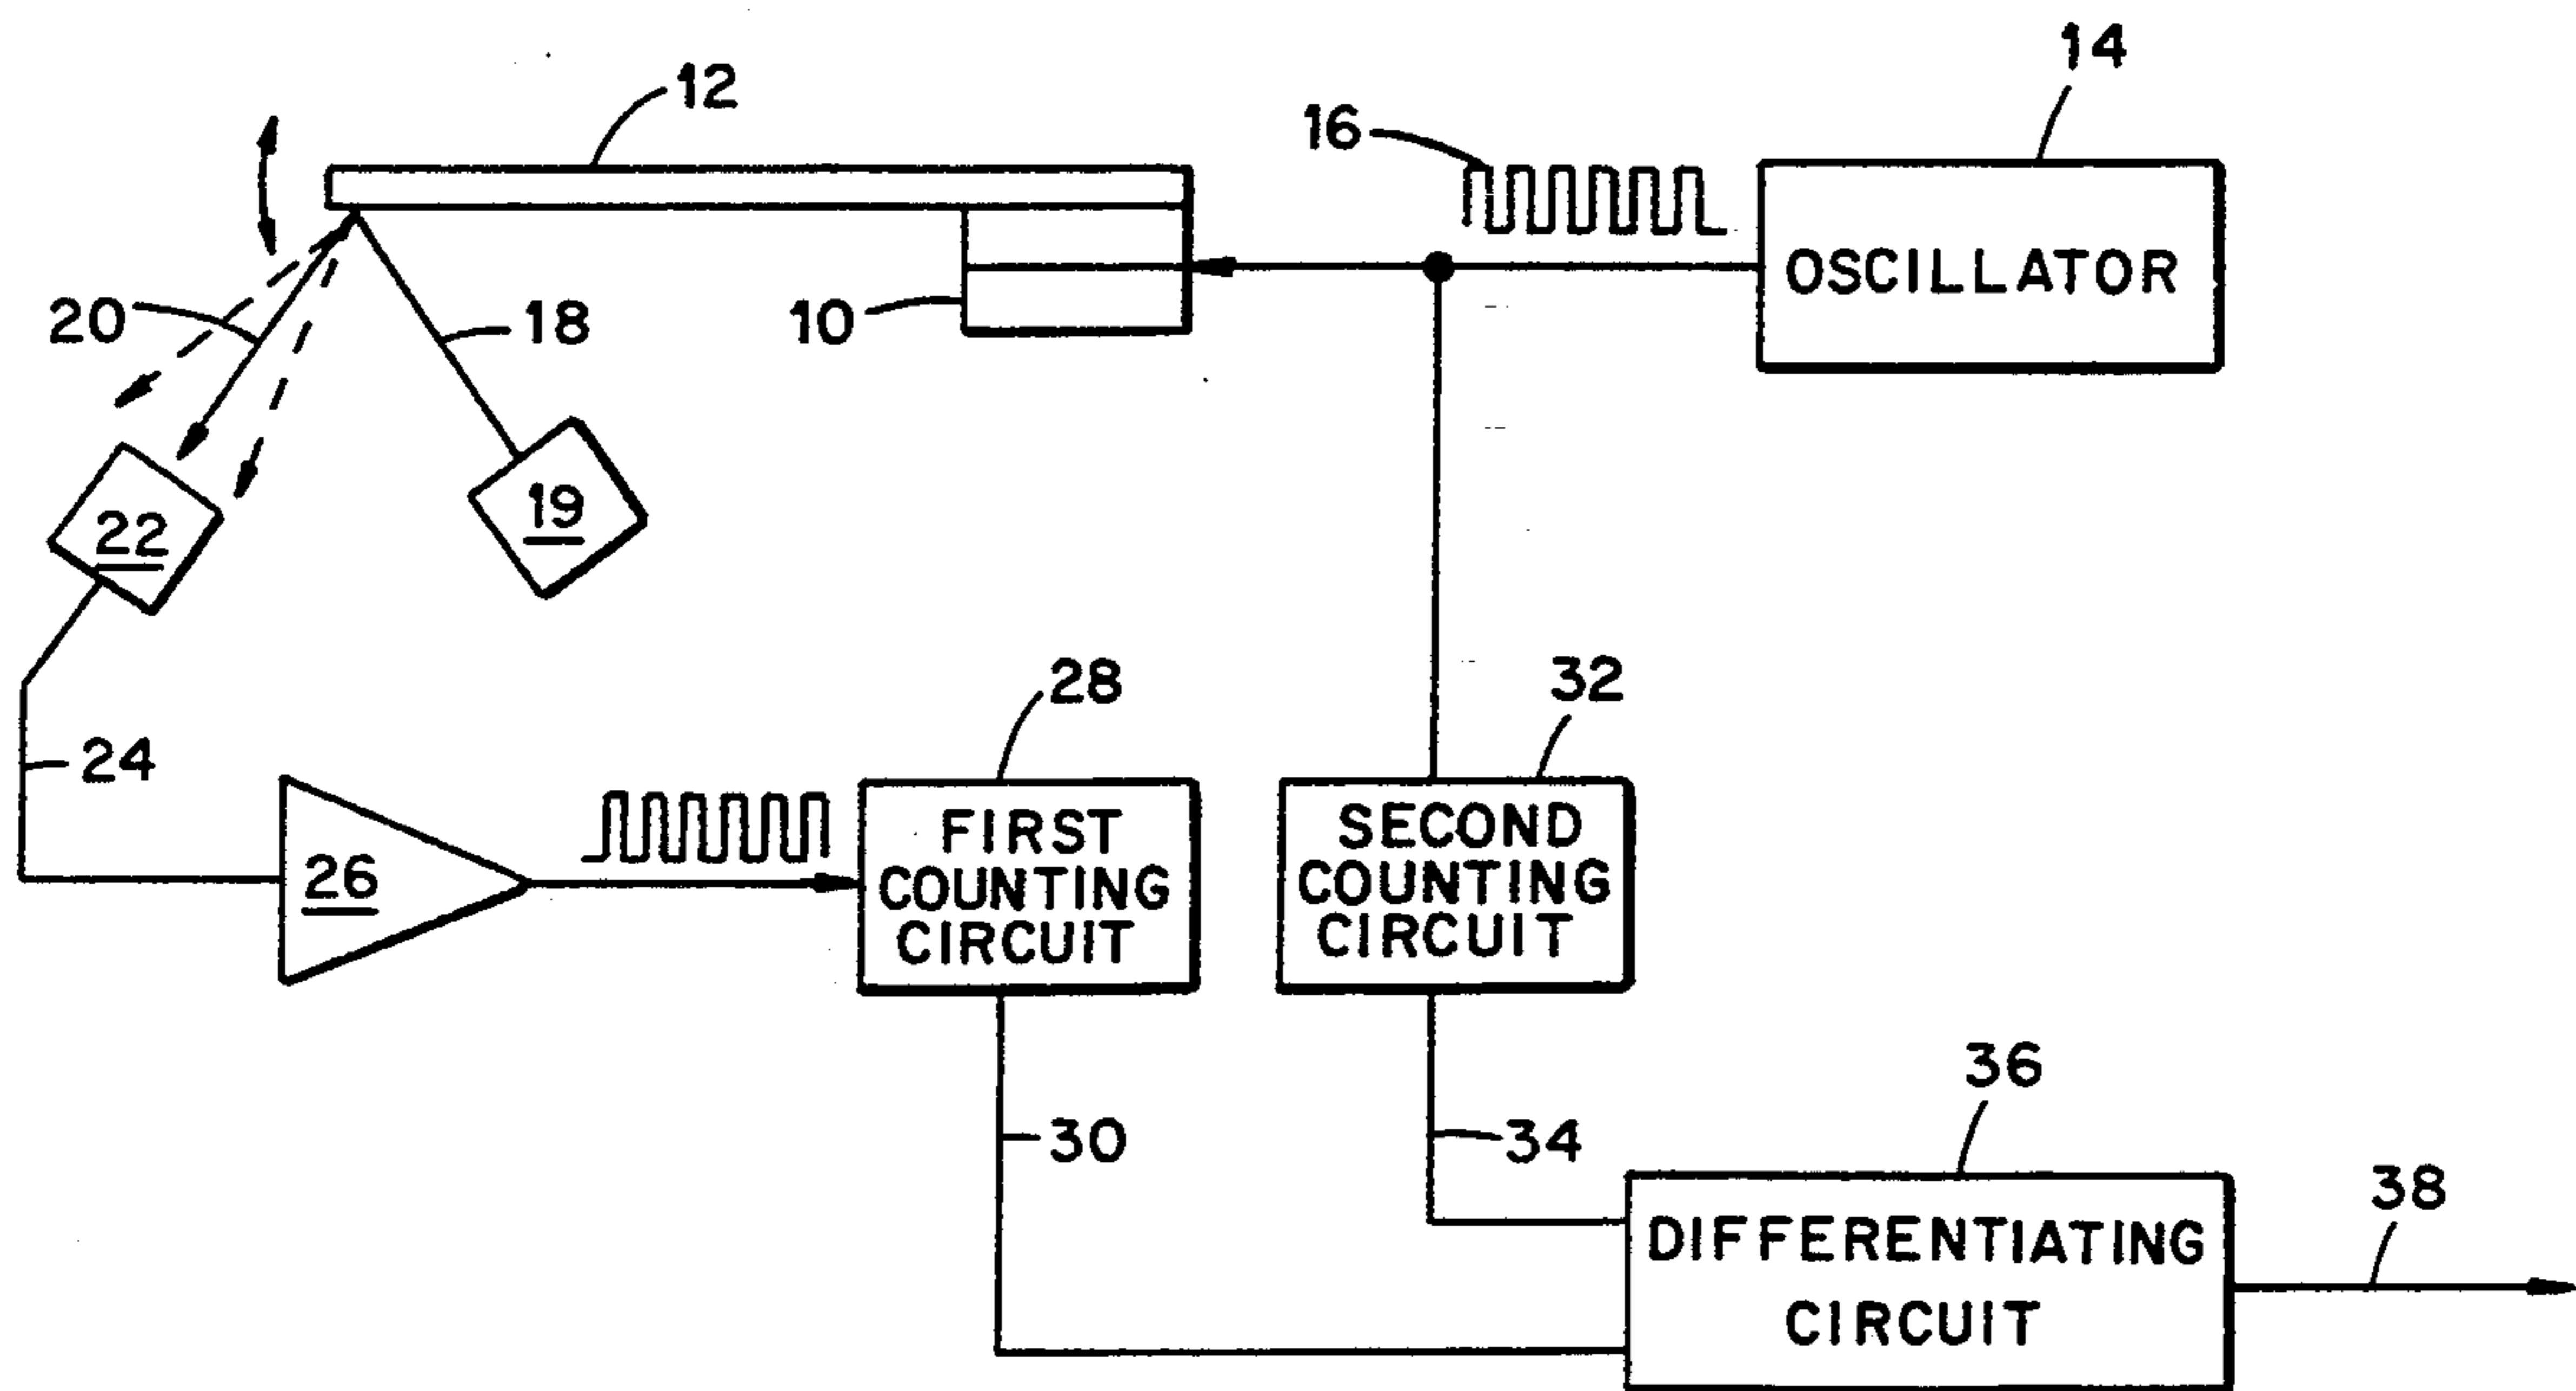 12
14
16
OSCILLATOR
20
18
10
22
19
28
32
24
26
FIRST
COUNTING
CIRCUIT
SECOND
COUNTING
CIRCUIT
30
34
36
38
DIFFERENTIATING
CIRCUIT